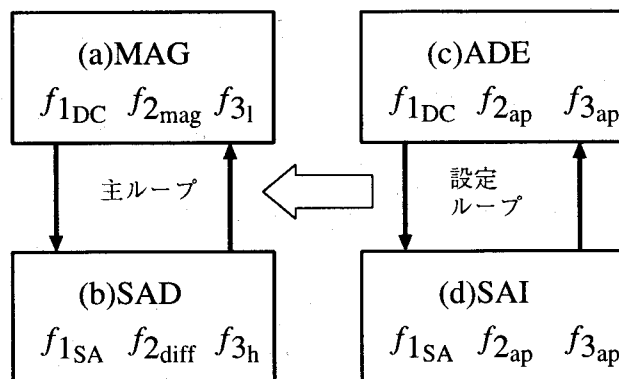 (a)MAG
f1DC f2mag f3l
主ループ
(b)SAD
f1SA f2diff f3h
(c)ADE
f1DC f2ap f3ap
設定
ループ
(d)SAI
f1SA f2ap f3ap